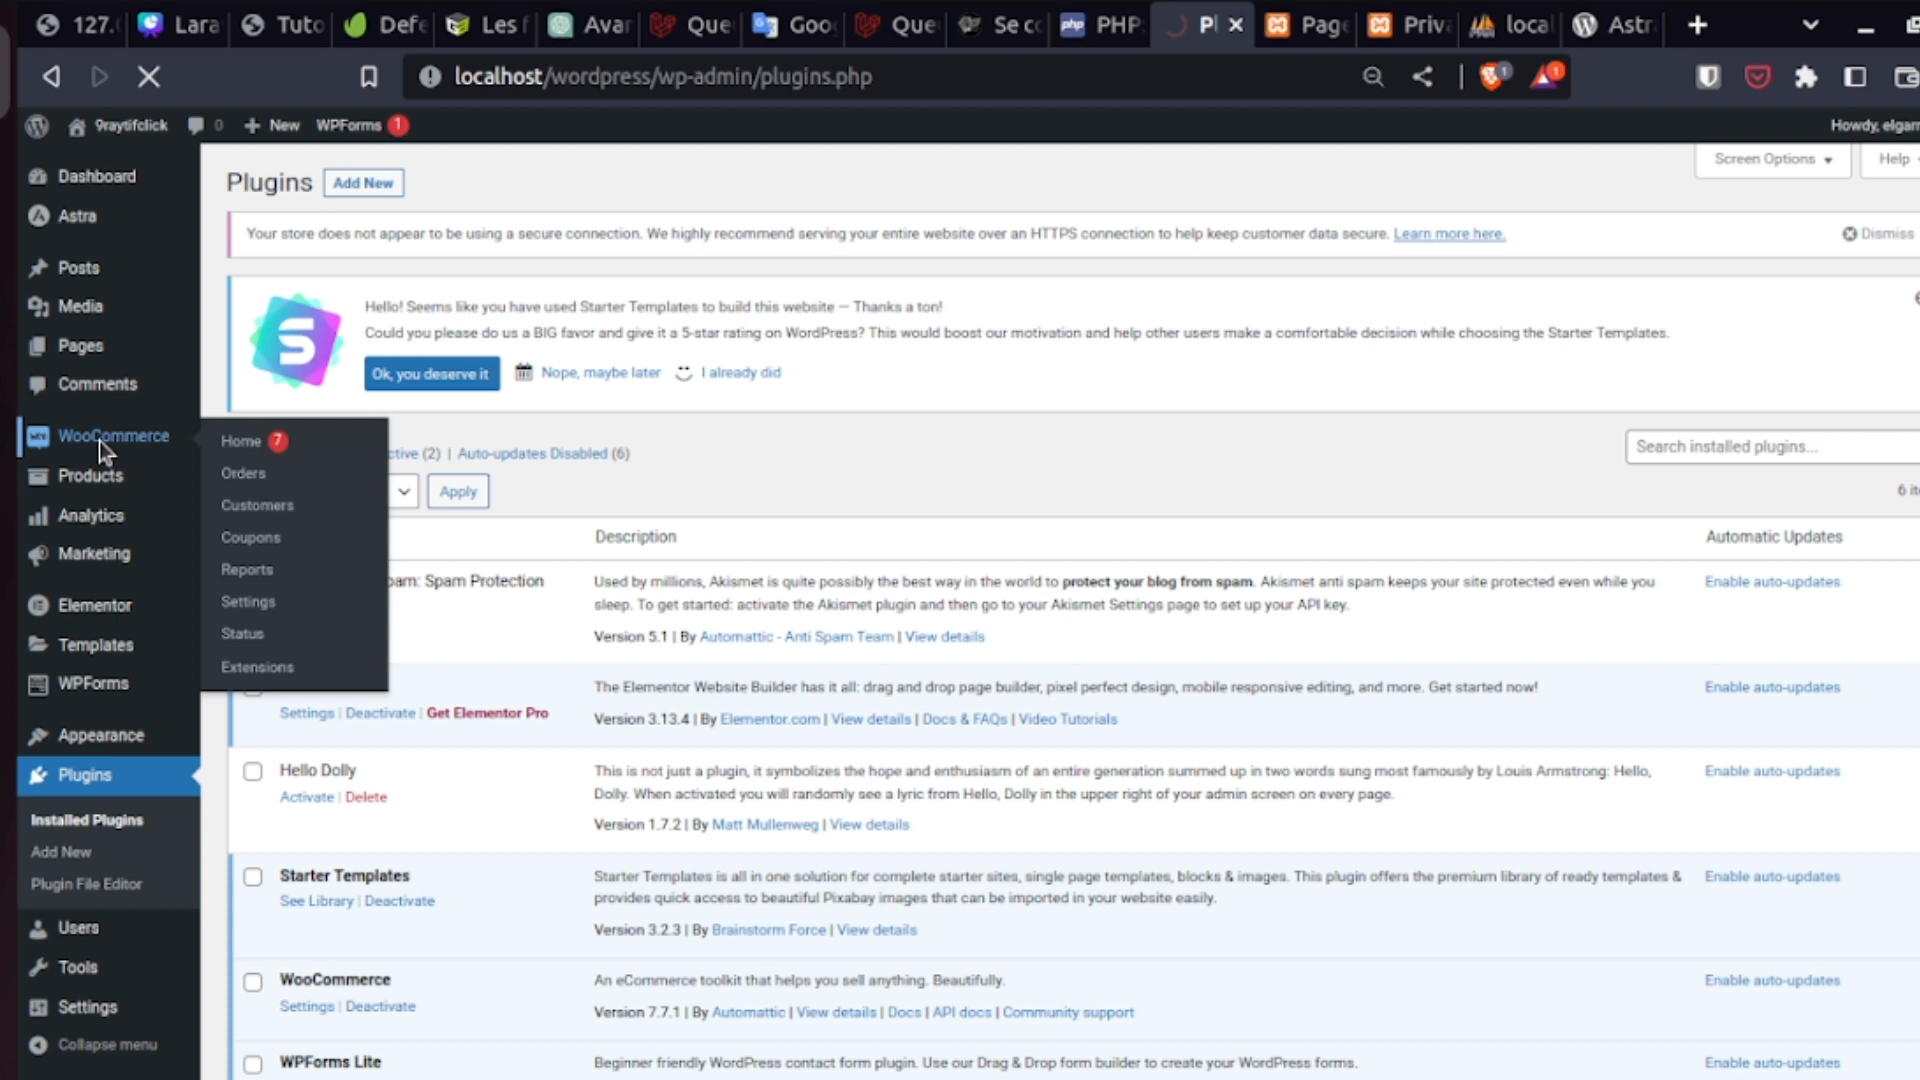 127.
Lara
Tuto
Defe
Les f
Avar
Que
Goo
Que
Se co
PHP
Pl
Page
Priva
local
Astr
localhost/wordpress/wp-admin/plugins.php
1
1
9raytifclick
0
New
WPForms 1
Howdy, elgarn
Dashboard
Astra
Posts
Media
Pages
Comments
WooCommerce
Products
Analytics
Marketing
Elementor
Templates
WPForms
Appearance
Plugins
Installed Plugins
Add New
Plugin File Editor
Users
Tools
Settings
Collapse menu
Home 7
Orders
Customers
Coupons
Reports
Settings
Status
Extensions
Screen Options
Help
Plugins Add New
Your store does not appear to be using a secure connection. We highly recommend serving your entire website over an HTTPS connection to help keep customer data secure. Learn more here.
Dismiss
Hello! Seems like you have used Starter Templates to build this website — Thanks a ton!
Could you please do us a BIG favor and give it a 5-star rating on WordPress? This would boost our motivation and help other users make a comfortable decision while choosing the Starter Templates.
Ok, you deserve it
Nope, maybe later
I already did
ctive (2) | Auto-updates Disabled (6)
Search installed plugins...
Apply
6 it
Description
Automatic Updates
pam: Spam Protection
Used by millions, Akismet is quite possibly the best way in the world to protect your blog from spam. Akismet anti spam keeps your site protected even while you
sleep. To get started: activate the Akismet plugin and then go to your Akismet Settings page to set up your API key.
Version 5.1 | By Automattic - Anti Spam Team | View details
Enable auto-updates
Settings | Deactivate | Get Elementor Pro
The Elementor Website Builder has it all: drag and drop page builder, pixel perfect design, mobile responsive editing, and more. Get started now!
Version 3.13.4 | By Elementor.com | View details | Docs & FAQs | Video Tutorials
Enable auto-updates
Hello Dolly
Activate | Delete
This is not just a plugin, it symbolizes the hope and enthusiasm of an entire generation summed up in two words sung most famously by Louis Armstrong: Hello,
Dolly. When activated you will randomly see a lyric from Hello, Dolly in the upper right of your admin screen on every page.
Version 1.7.2 | By Matt Mullenweg | View details
Enable auto-updates
Starter Templates
See Library | Deactivate
Starter Templates is all in one solution for complete starter sites, single page templates, blocks & images. This plugin offers the premium library of ready templates &
provides quick access to beautiful Pixabay images that can be imported in your website easily.
Version 3.2.3 | By Brainstorm Force | View details
Enable auto-updates
WooCommerce
Settings | Deactivate
An eCommerce toolkit that helps you sell anything. Beautifully.
Version 7.7.1 | By Automattic | View details | Docs | API docs | Community support
Enable auto-updates
WPForms Lite
Beginner friendly WordPress contact form plugin. Use our Drag & Drop form builder to create your WordPress forms.
Enable auto-updates